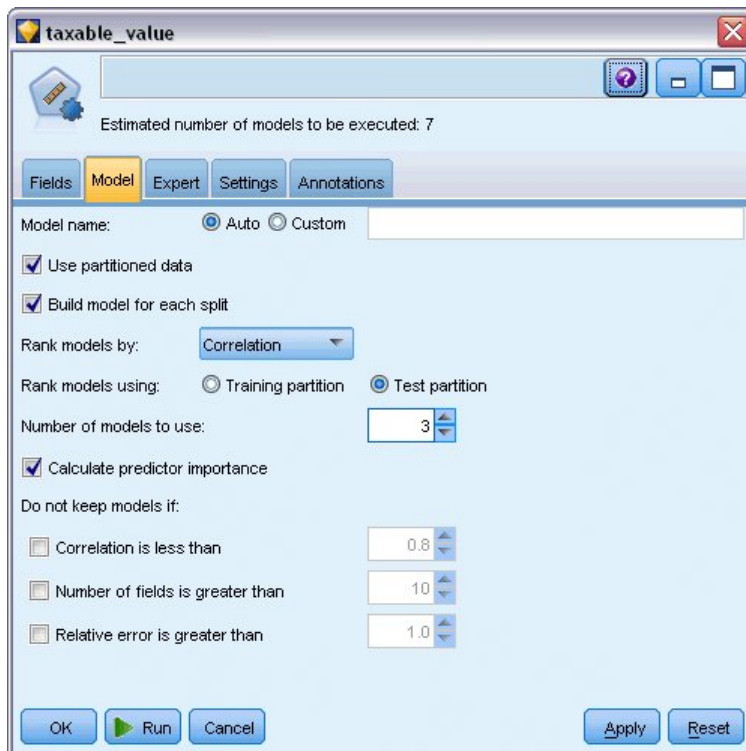 taxable_value
?
Estimated number of models to be executed: 7
Fields Model Expert Settings Annotations
Model name: Auto Custom
Use partitioned data
Build model for each split
Rank models by: Correlation
Rank models using: Training partition Test partition
Number of models to use: 3
Calculate predictor importance
Do not keep models if:
Correlation is less than 0.8
Number of fields is greater than 10
Relative error is greater than 1.0
OK Run Cancel Apply Reset